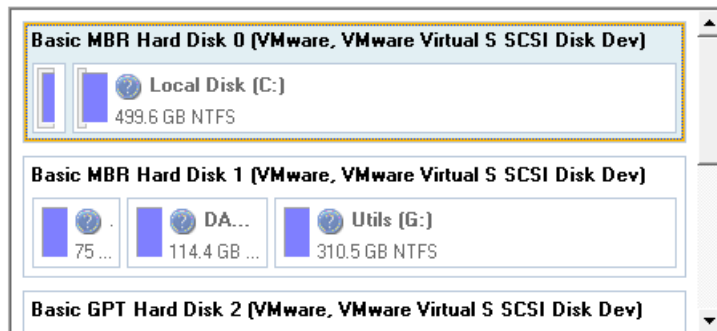 Basic MBR Hard Disk 0 (VMware, VMware Virtual S SCSI Disk Dev)
Local Disk (C:)
499.6 GB NTFS
Basic MBR Hard Disk 1 (VMware, VMware Virtual S SCSI Disk Dev)
. DA... Utils (G:)
75 ... 114.4 GB ... 310.5 GB NTFS
Basic GPT Hard Disk 2 (VMware, VMware Virtual S SCSI Disk Dev)